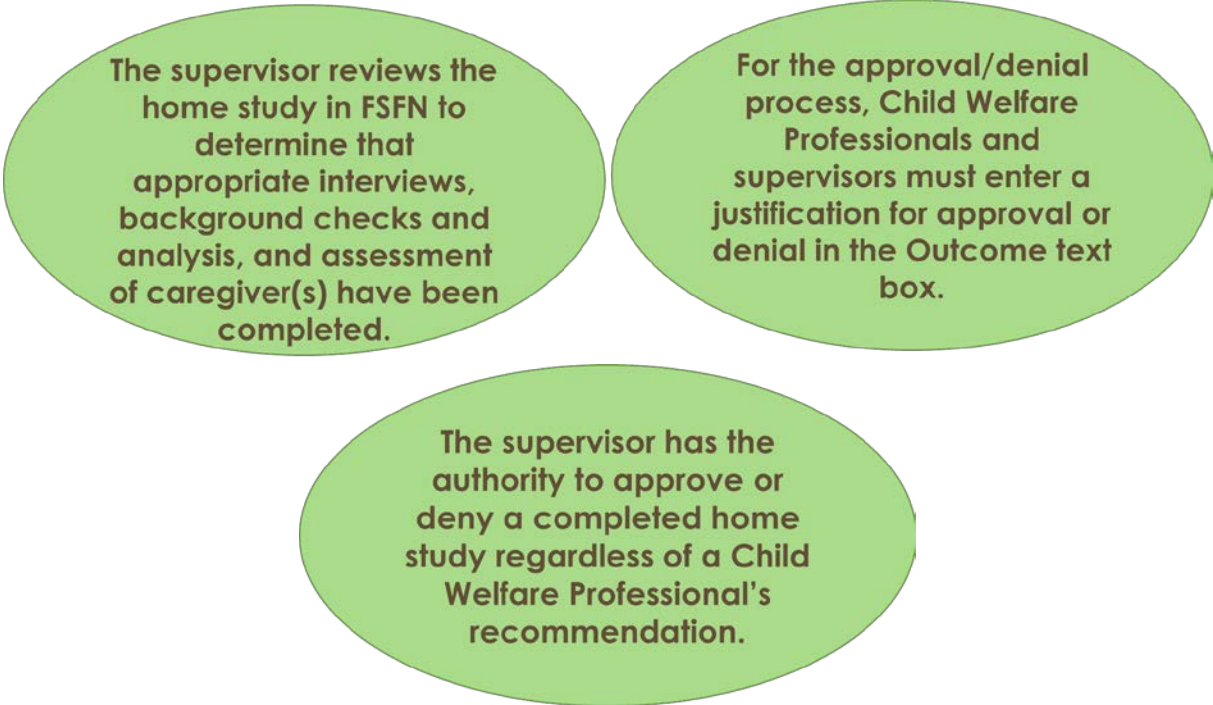 The supervisor reviews the
home study in FSFN to
determine that
appropriate interviews,
background checks and
analysis, and assessment
of caregiver(s) have been
completed.
For the approval/denial
process, Child Welfare
Professionals and
supervisors must enter a
justification for approval or
denial in the Outcome text
box.
The supervisor has the
authority to approve or
deny a completed home
study regardless of a Child
Welfare Professional’s
recommendation.